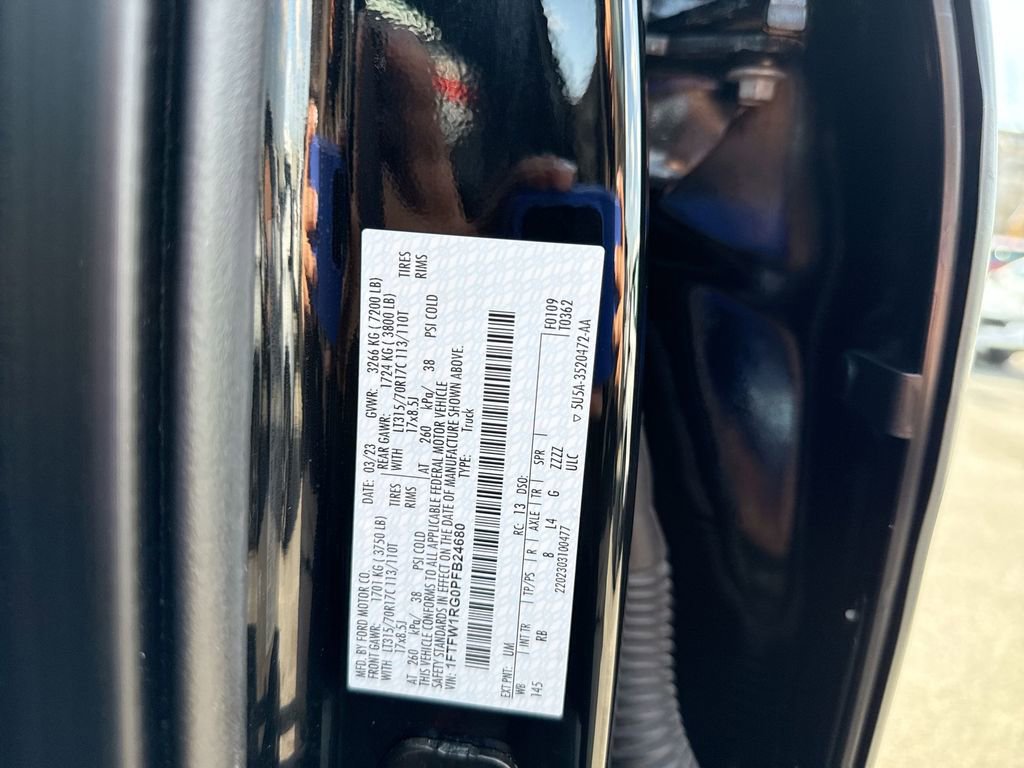 MFD. BY FORD MOTOR CO.
DATE: 03/23 GVWR: 3266 KG ( 7200 LB)
FRONT GAWR: 1701 KG ( 3750 LB) REAR GAWR: 1724 KG ( 3800 LB)
WITH LT315/70R17C 113/110T TIRES WITH LT315/70R17C 113/110T TIRES
17x8.5J RIMS 17x8.5J RIMS
AT 260 kPa/ 38 PSI COLD AT 260 kPa/ 38 PSI COLD
THIS VEHICLE CONFORMS TO ALL APPLICABLE FEDERAL MOTOR VEHICLE
SAFETY STANDARDS IN EFFECT ON THE DATE OF MANUFACTURE SHOWN ABOVE.
VIN: 1FTFW1RG0PFB24680 TYPE: Truck
EXT PNT: UM RC: 13 DSO: F0109
WB INT TR TP/PS R AXLE TR SPR T0362
145 RB 8 L4 G ZZZZ
2202303100477 ULC ▽ 5U5A-3520472-AA